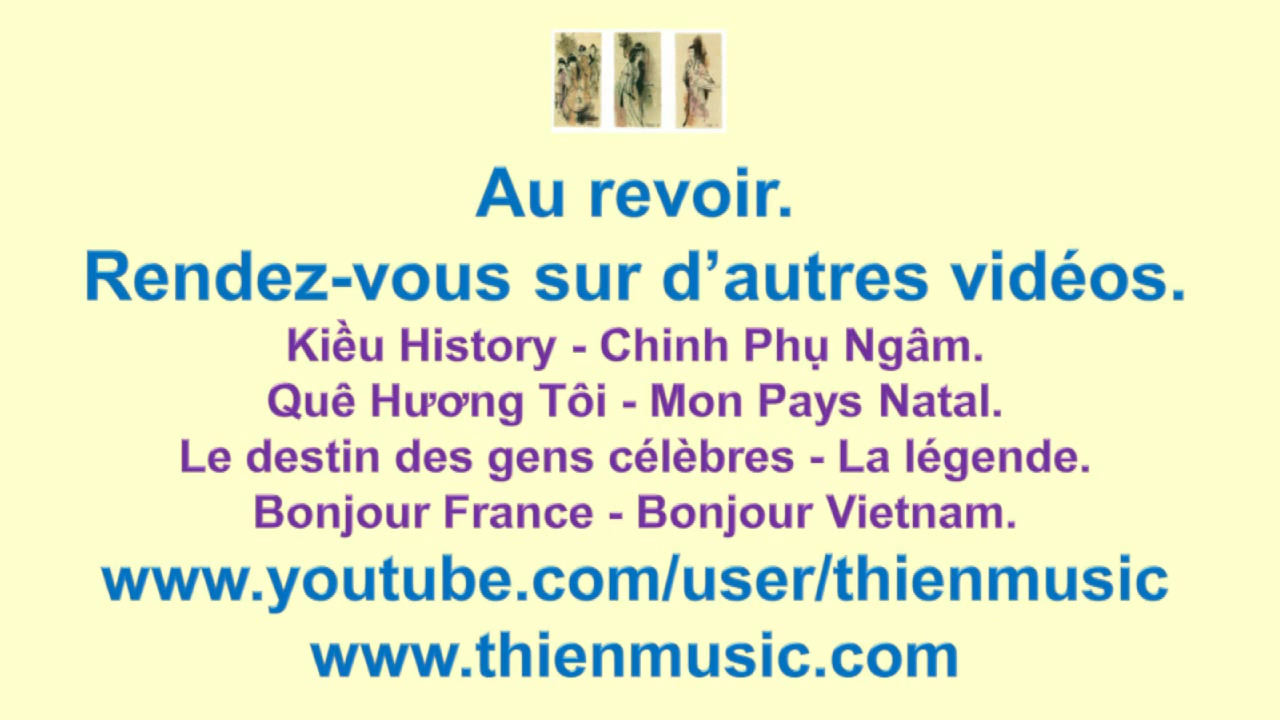 Au revoir.
Rendez-vous sur d’autres vidéos.
Kiều History - Chinh Phụ Ngâm.
Quê Hương Tôi - Mon Pays Natal.
Le destin des gens célèbres - La légende.
Bonjour France - Bonjour Vietnam.
www.youtube.com/user/thienmusic
www.thienmusic.com